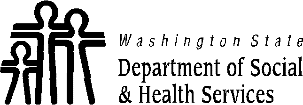 Washington State
Department of Social
& Health Services